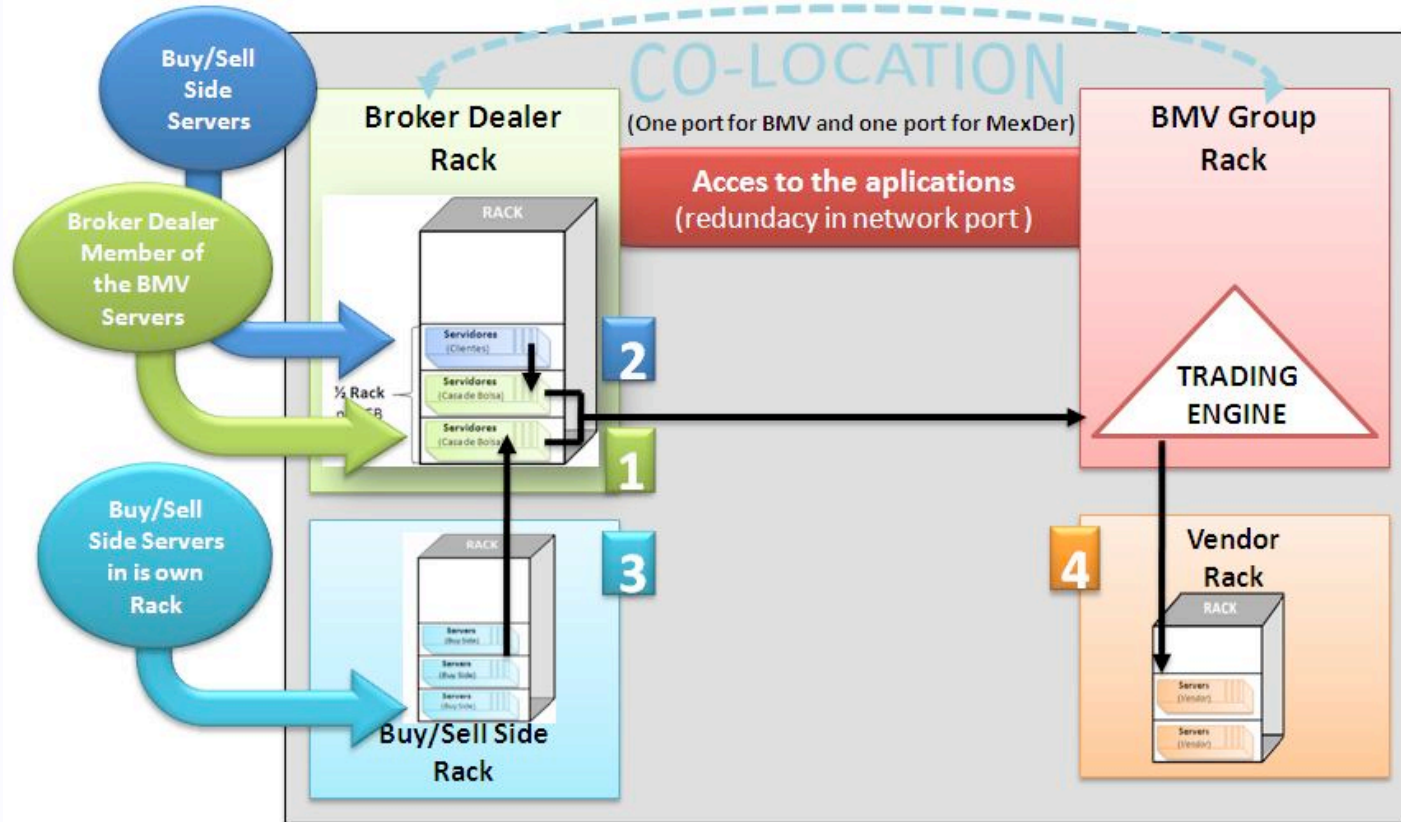 Buy/Sell
Side
Servers
Broker Dealer
Member of
the BMV
Servers
Buy/Sell
Side Servers
in is own
Rack
CO-LOCATION
(One port for BMV and one port for MexDer)
Acces to the aplications
(redundacy in network port )
Broker Dealer
Rack
RACK
Servidores
(Clientes)
Servidores
(Casa de Bolsa)
Servidores
(Casa de Bolsa)
½ Rack
2
1
BMV Group
Rack
TRADING
ENGINE
3
RACK
Servers
(Buy Side)
Servers
(Buy Side)
Servers
(Buy Side)
Buy/Sell Side
Rack
4
Vendor
Rack
RACK
Servers
(Vendor)
Servers
(Vendor)